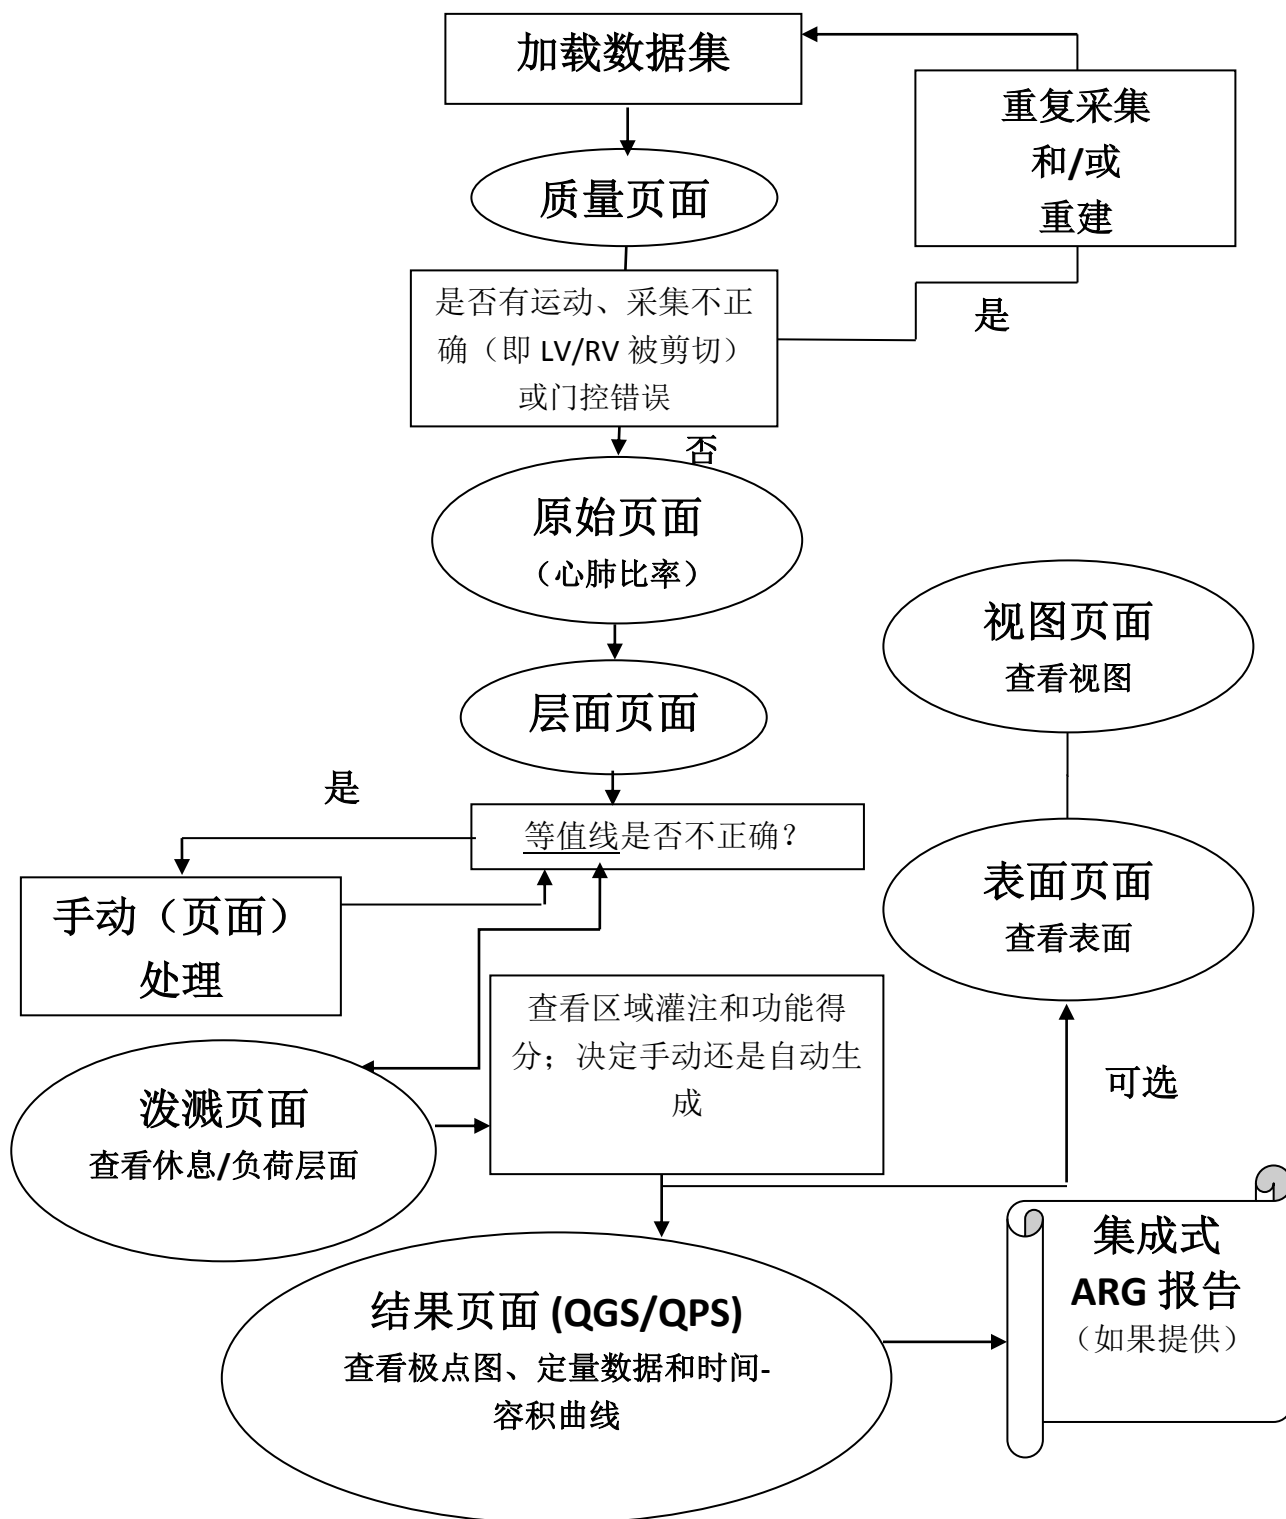 加载数据集
重复采集
和/或
重建
质量页面
是否有运动、采集不正
确（即 LV/RV 被剪切）
或门控错误
是
否
原始页面
（心肺比率）
视图页面
查看视图
层面页面
是
等值线是否不正确？
表面页面
查看表面
手动（页面）
处理
查看区域灌注和功能得
分；决定手动还是自动生
成
可选
泼溅页面
查看休息/负荷层面
集成式
ARG 报告
（如果提供）
结果页面 (QGS/QPS)
查看极点图、定量数据和时间-
容积曲线